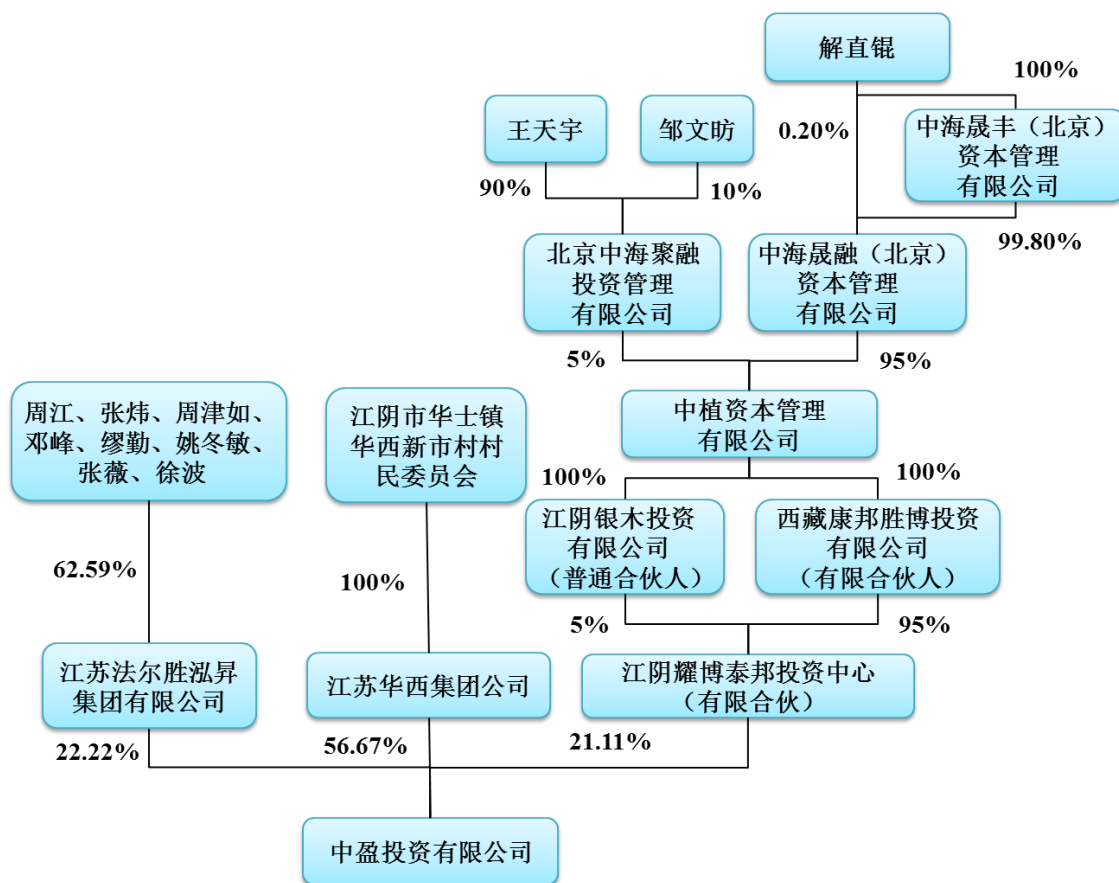 解直锟
100%
王天宇
邹文昉
0.20%
中海晟丰（北京）
资本管理
有限公司
90%
10%
99.80%
北京中海聚融
投资管理
有限公司
中海晟融（北京）
资本管理
有限公司
5%
95%
周江、张炜、周津如、
邓峰、缪勤、姚冬敏、
张薇、徐波
江阴市华士镇
华西新市村村
民委员会
中植资本管理
有限公司
100%
100%
江阴银木投资
有限公司
（普通合伙人）
西藏康邦胜博投资
有限公司
（有限合伙人）
62.59%
100%
5%
95%
江苏法尔胜泓昇
集团有限公司
江苏华西集团公司
江阴耀博泰邦投资中心
（有限合伙）
22.22%
56.67%
21.11%
中盈投资有限公司